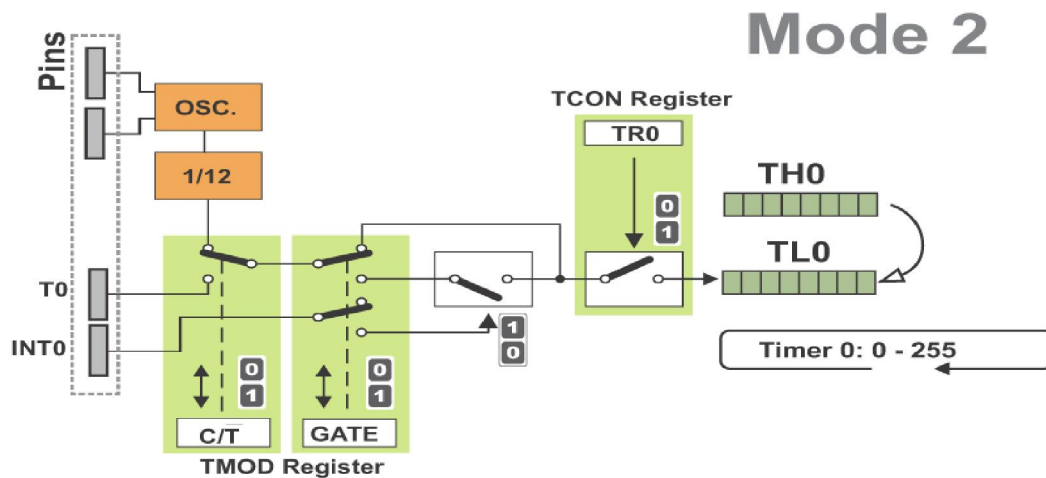 Mode 2
Pins
OSC.
TCON Register
TR0
1/12
TH0
0
1
TL0
T0
INT0
1
0
Timer 0: 0 - 255
0
1
0
1
C/T̅
GATE
TMOD Register